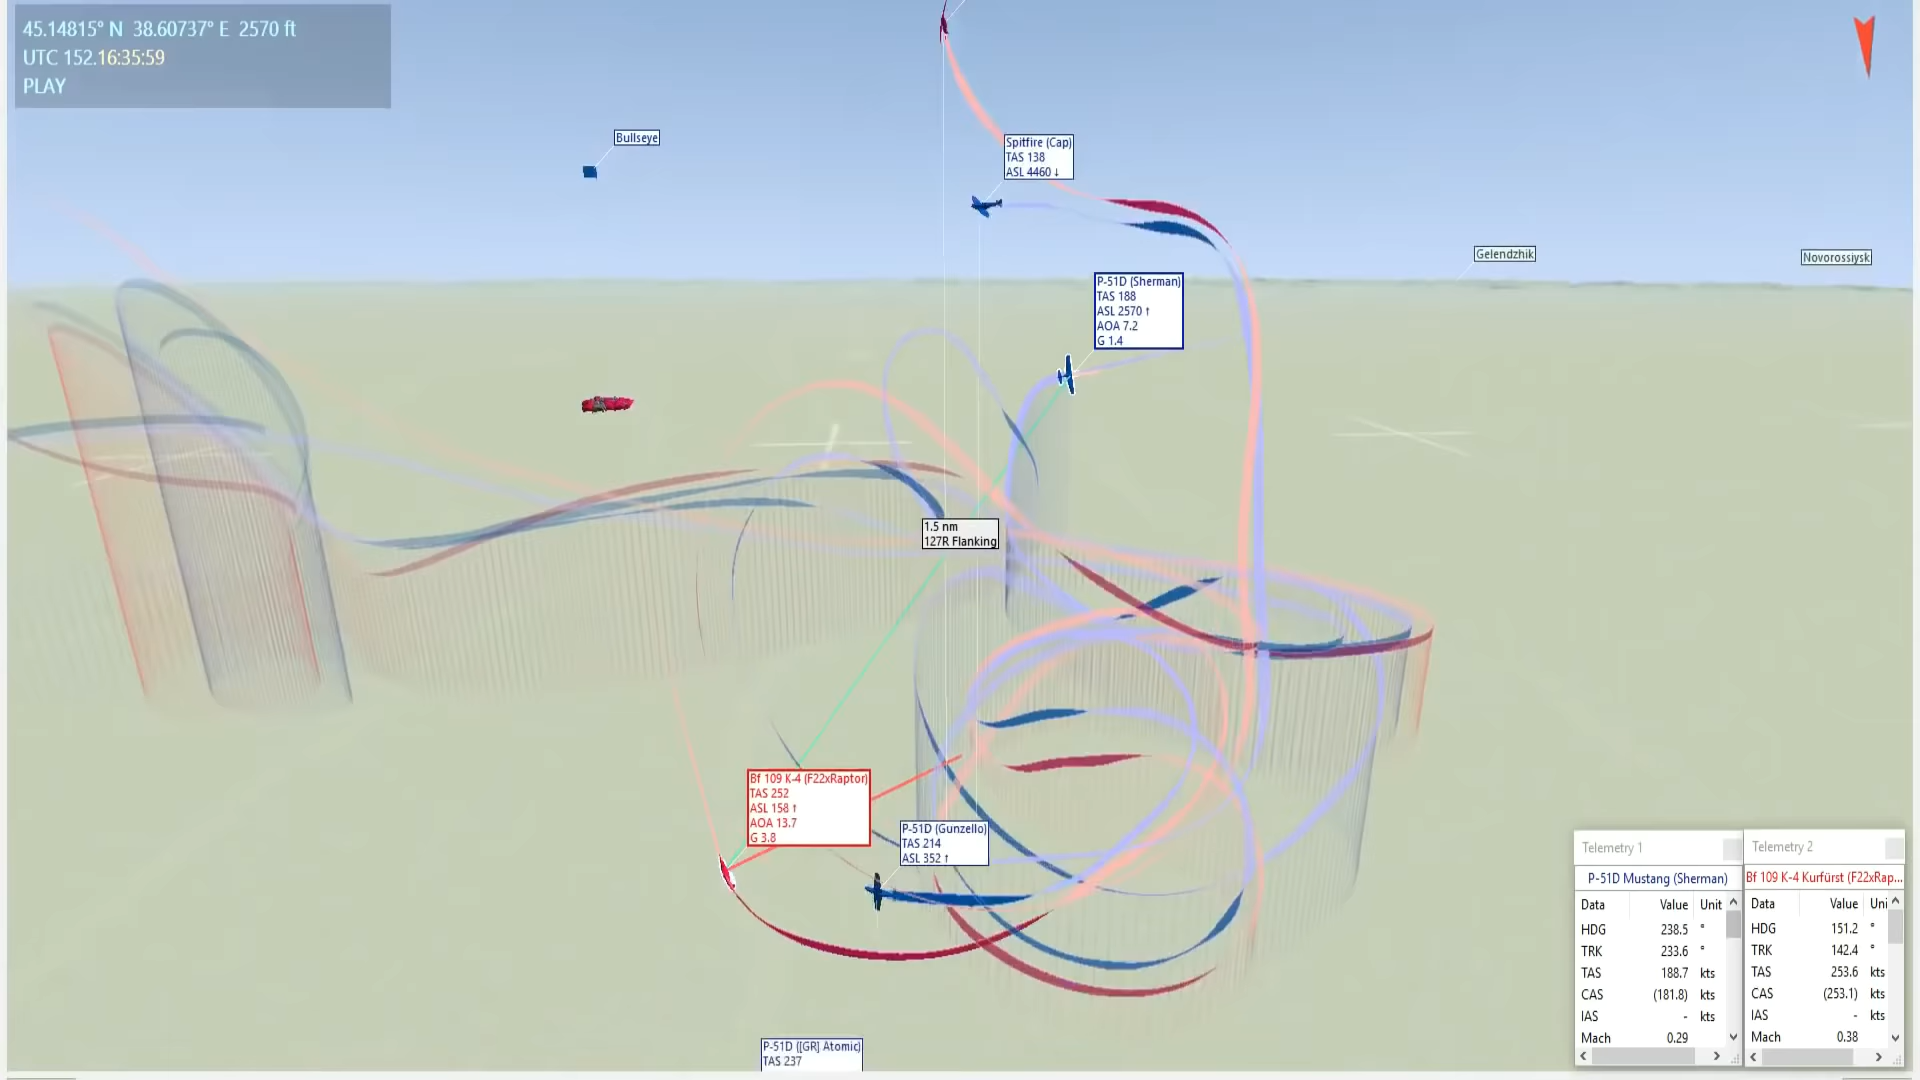 45.14815° N  38.60737° E  2570 ft
UTC 152.16:35:59
PLAY
Bullseye
Spitfire (Cap)
TAS 138
ASL 4460 ↓
Gelendzhik
Novorossiysk
P-51D (Sherman)
TAS 188
ASL 2570 ↑
AOA 7.2
G 1.4
1.5 nm
127R Flanking
Bf 109 K-4 (F22xRaptor)
TAS 252
ASL 158 ↑
AOA 13.7
G 3.8
P-51D (Gunzello)
TAS 214
ASL 352 ↑
P-51D ([GR] Atomic)
TAS 237
Telemetry 1
P-51D Mustang (Sherman)
Data Value Unit
HDG 238.5 °
TRK 233.6 °
TAS 188.7 kts
CAS (181.8) kts
IAS - kts
Mach 0.29
Telemetry 2
Bf 109 K-4 Kurfürst (F22xRap...
Data Value Uni
HDG 151.2 °
TRK 142.4 °
TAS 253.6 kts
CAS (253.1) kts
IAS - kts
Mach 0.38